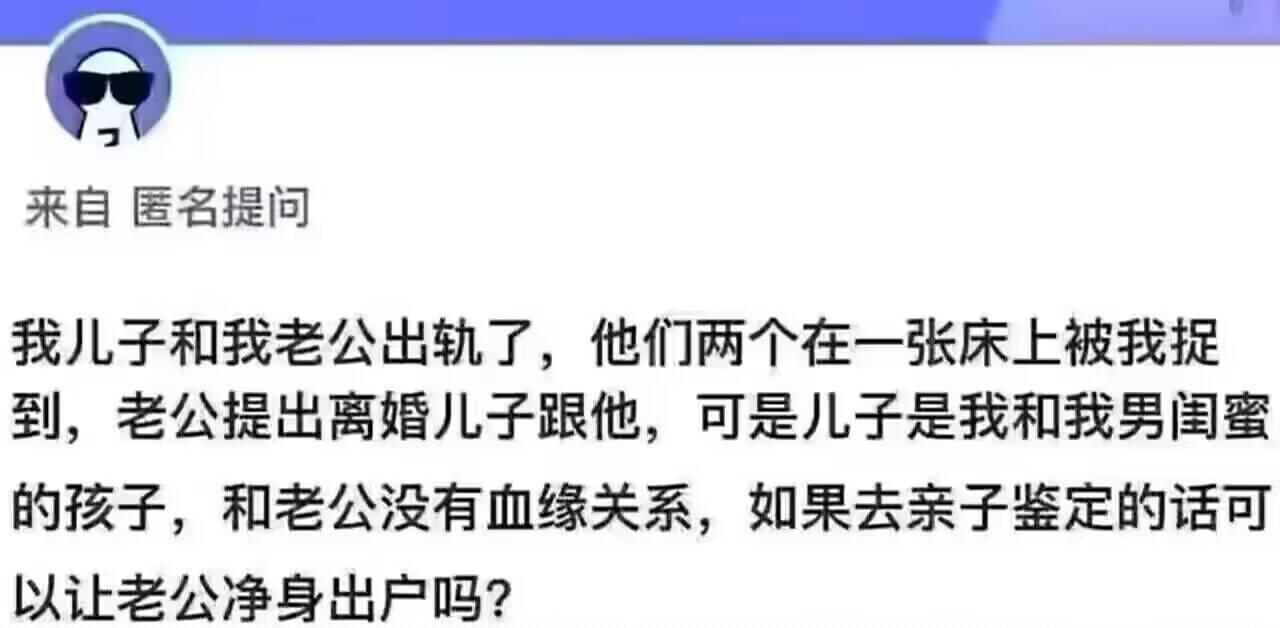 来自 匿名提问
我儿子和我老公出轨了，他们两个在一张床上被我捉
到，老公提出离婚儿子跟他，可是儿子是我和我男闺蜜
的孩子，和老公没有血缘关系，如果去亲子鉴定的话可
以让老公净身出户吗？